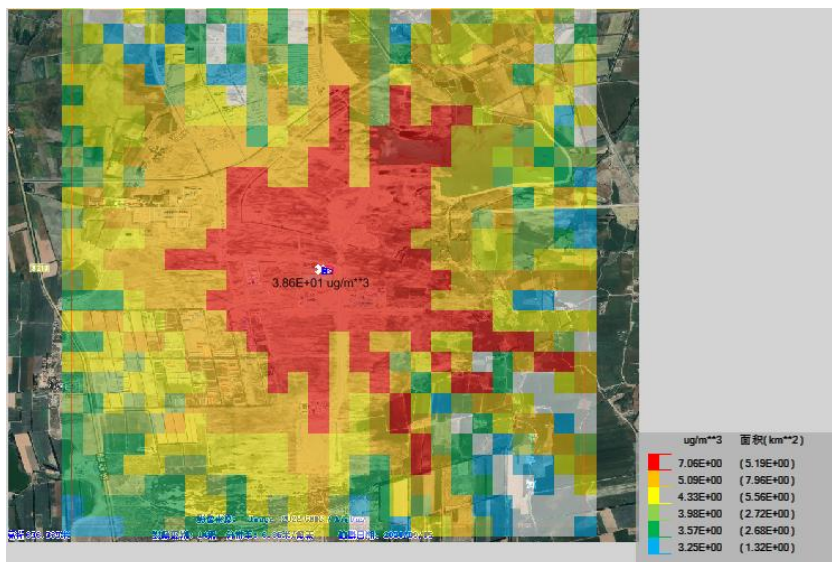 3.86E+01 ug/m**3
ug/m**3 面积(km**2)
7.06E+00 (5.19E+00)
5.09E+00 (7.96E+00)
4.33E+00 (5.56E+00)
3.98E+00 (2.72E+00)
3.57E+00 (2.68E+00)
3.25E+00 (1.32E+00)